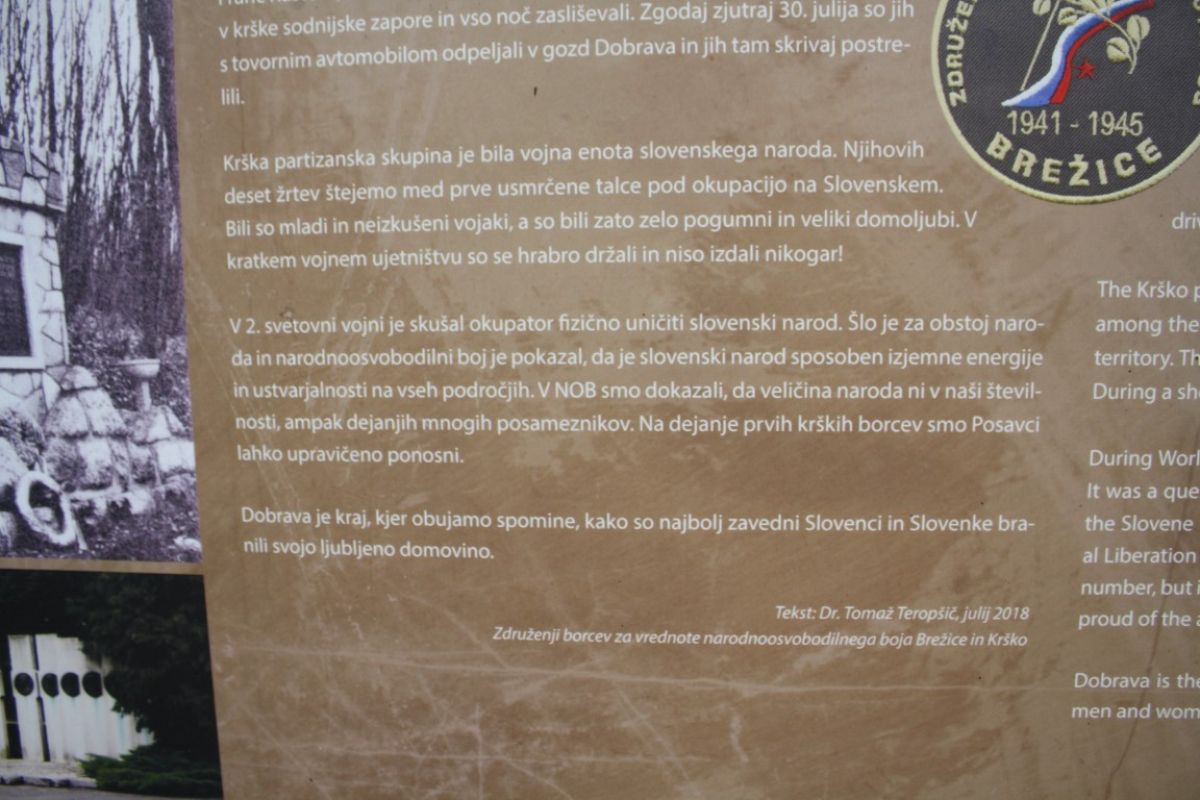 v krške sodnijske zapore in vso noč zasliševali. Zgodaj zjutraj 30. julija so jih
s tovornim avtomobilom odpeljali v gozd Dobrava in jih tam skrivaj postre-
lili.
Krška partizanska skupina je bila vojna enota slovenskega naroda. Njihovih
deset žrtev štejemo med prve usmrčene talce pod okupacijo na Slovenskem.
Bili so mladi in neizkušeni vojaki, a so bili zato zelo pogumni in veliki domoljubi. V
kratkem vojnem ujetništvu so se hrabro držali in niso izdali nikogar!
V 2. svetovni vojni je skušal okupator fizično uničiti slovenski narod. Šlo je za obstoj naro-
da in narodnoosvobodilni boj je pokazal, da je slovenski narod sposoben izjemne energije
in ustvarjalnosti na vseh področjih. V NOB smo dokazali, da veličina naroda ni v naši števil-
nosti, ampak dejanjih mnogih posameznikov. Na dejanje prvih krških borcev smo Posavci
lahko upravičeno ponosni.
Dobrava je kraj, kjer obujamo spomine, kako so najbolj zavedni Slovenci in Slovenke bra-
nili svojo ljubljeno domovino.
Tekst: Dr. Tomaž Teropšič, julij 2018
Združenji borcev za vrednote narodnoosvobodilnega boja Brežice in Krško
ZDRUŽE
1941 - 1945
BREŽICE
driv
The Krško p
among the
territory. Th
During a sh
During Worl
It was a que
the Slovene
al Liberation
number, but i
proud of the a
Dobrava is the
men and wom